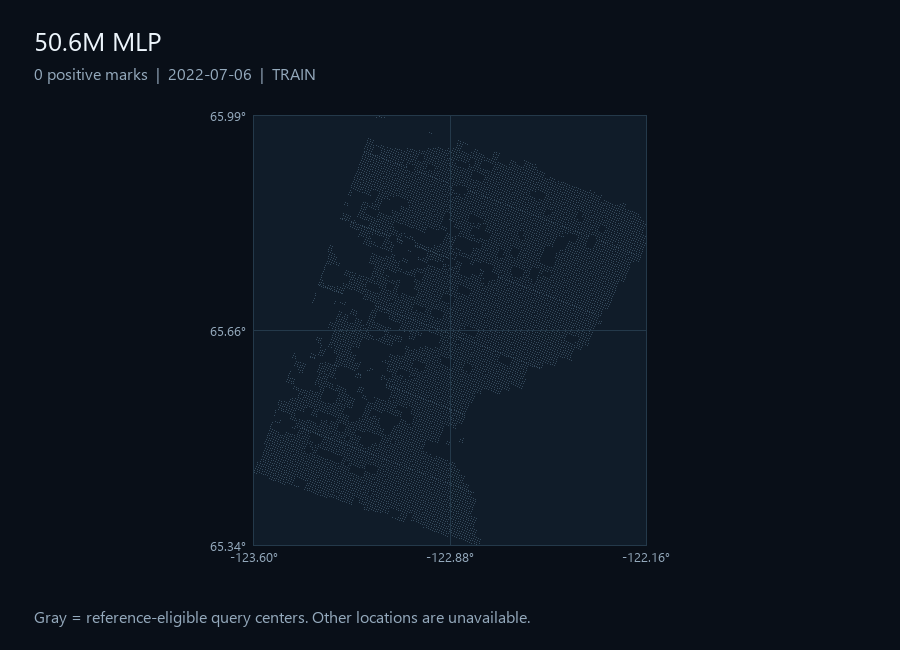 50.6M MLP
0 positive marks | 2022-07-06 | TRAIN
65.99°
65.66°
65.34°
-123.60° -122.88° -122.16°
Gray = reference-eligible query centers. Other locations are unavailable.